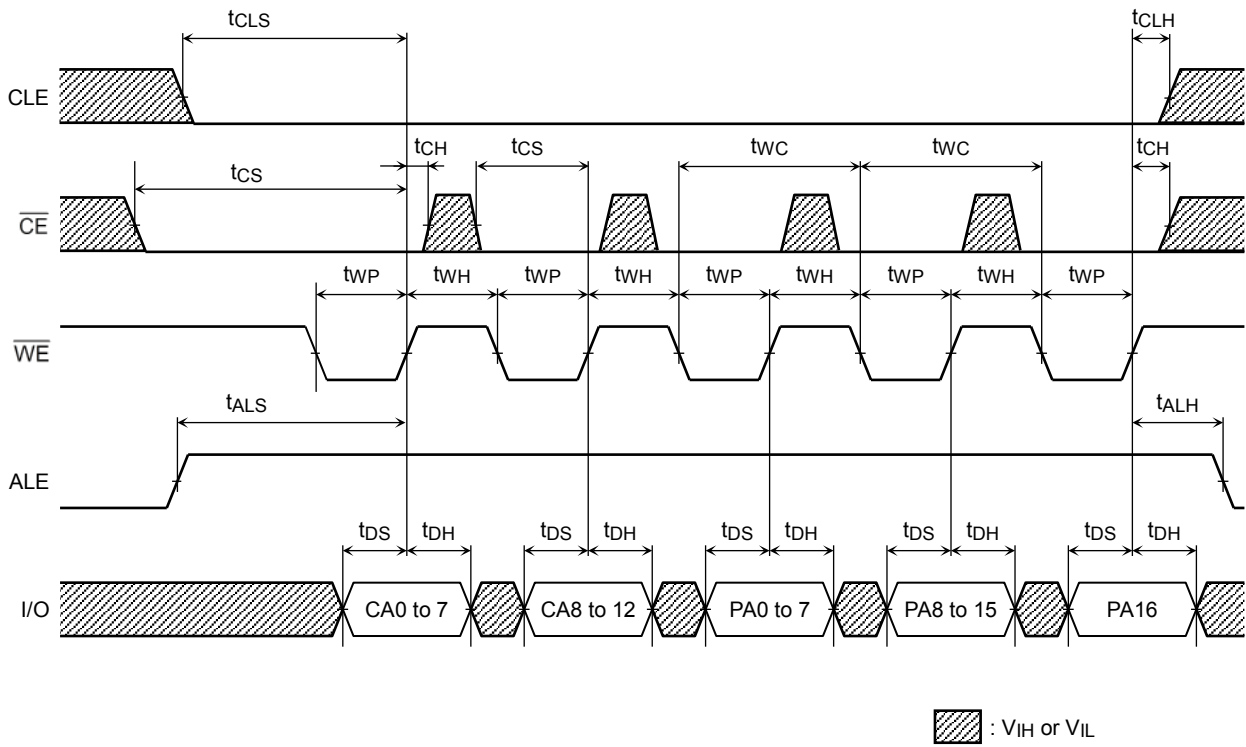 tCLS tCLH
CLE
tCS tCH tCS tWC tWC tCH
CE
tWP tWH tWP tWH tWP tWH tWP tWH tWP
WE
tALS tALH
ALE
tDS tDH tDS tDH tDS tDH tDS tDH tDS tDH
I/O CA0 to 7 CA8 to 12 PA0 to 7 PA8 to 15 PA16
: VIH or VIL